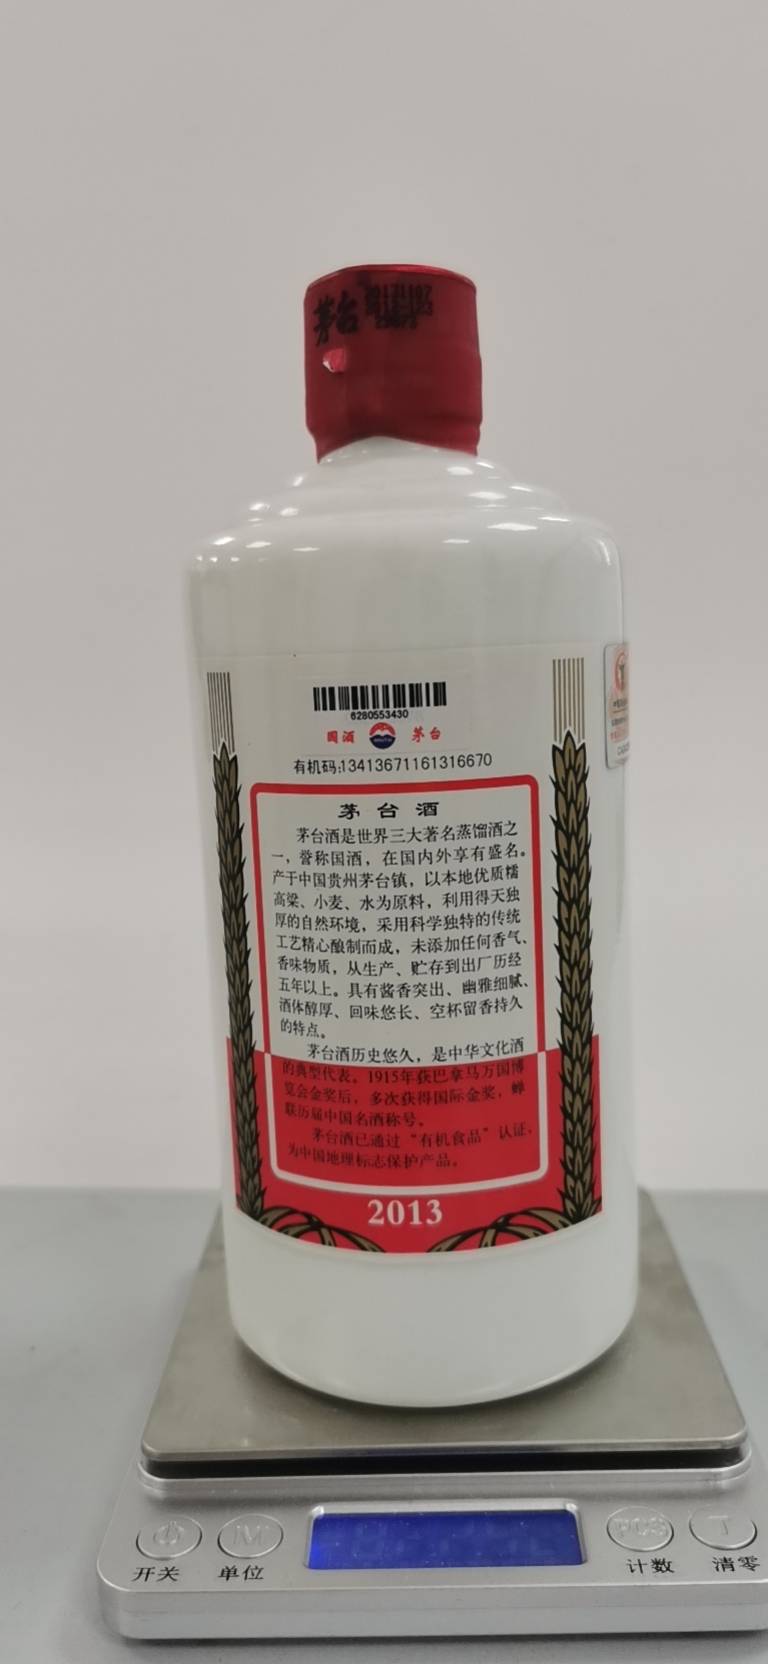 茅台
6280553430
国酒 茅台
有机码:13413671161316670
茅台酒
茅台酒是世界三大著名蒸馏酒之
一，誉称国酒，在国内外享有盛名。
产于中国贵州茅台镇，以本地优质糯
高粱、小麦、水为原料，利用得天独
厚的自然环境，采用科学独特的传统
工艺精心酿制而成，未添加任何香气、
香味物质，从生产、贮存到出厂历经
五年以上。具有酱香突出、幽雅细腻、
酒体醇厚、回味悠长、空杯留香持久
的特点。
茅台酒历史悠久，是中华文化酒
的典型代表。1915年获巴拿马万国博
览会金奖后，多次获得国际金奖，蝉
联历届中国名酒称号。
茅台酒已通过“有机食品”认证，
为中国地理标志保护产品。
2013
M PCS T
开关 单位 计数 清零